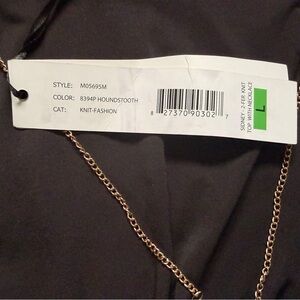 STYLE: M05695M
COLOR: 8394P HOUNDSTOOTH
CAT: KNIT-FASHION
8 27370 90302 7
SIDNEY - 2-FER KNIT
TOP WITH NECKLACE
L